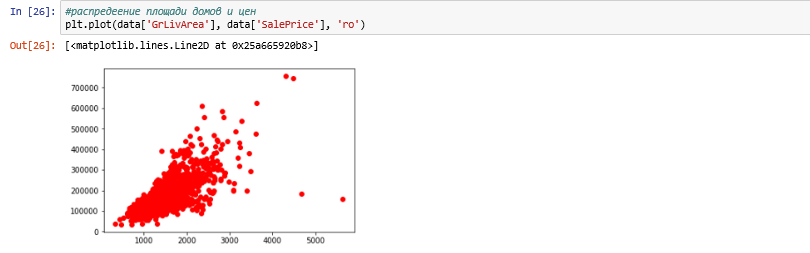 In [26]:
#распредеение площади домов и цен
plt.plot(data['GrLivArea'], data['SalePrice'], 'ro')
Out[26]:
[<matplotlib.lines.Line2D at 0x25a665920b8>]
700000
600000
500000
400000
300000
200000
100000
0
1000 2000 3000 4000 5000